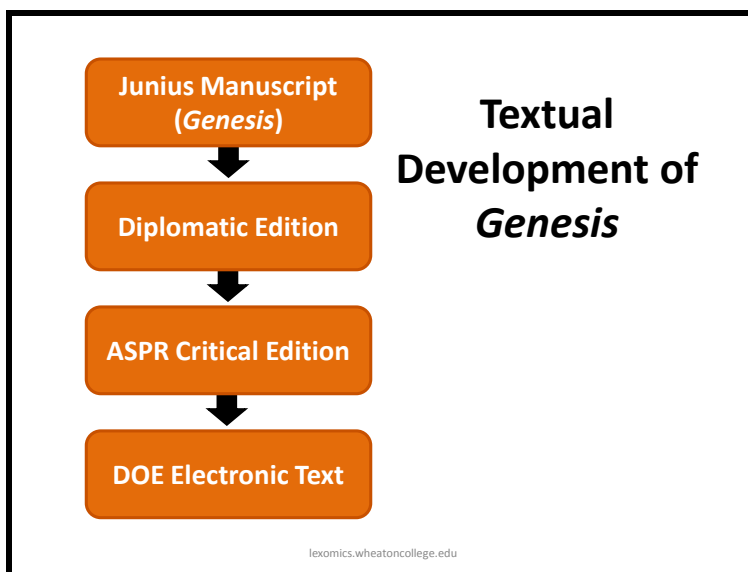 Junius Manuscript
(Genesis)
Diplomatic Edition
ASPR Critical Edition
DOE Electronic Text
Textual
Development of
Genesis
lexomics.wheatoncollege.edu